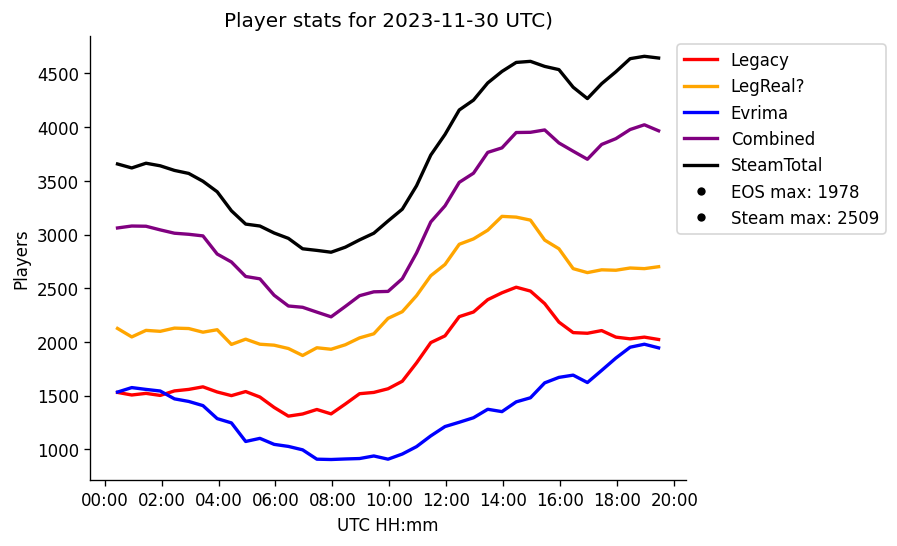 Player stats for 2023-11-30 UTC)
Legacy
LegReal?
Evrima
Combined
SteamTotal
EOS max: 1978
Steam max: 2509
Players
4500
4000
3500
3000
2500
2000
1500
1000
00:00 02:00 04:00 06:00 08:00 10:00 12:00 14:00 16:00 18:00 20:00
UTC HH:mm